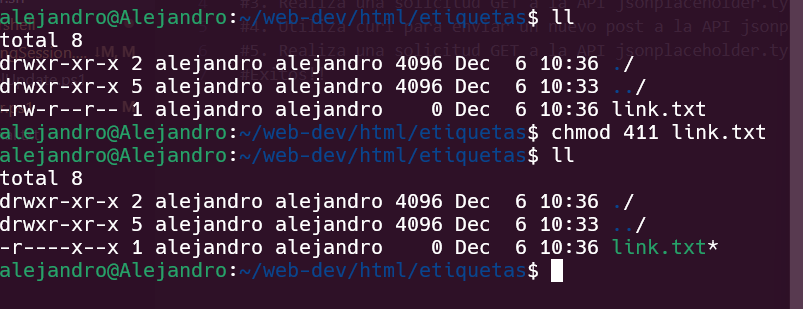 alejandro@Alejandro:~/web-dev/html/etiquetas$ ll
total 8
drwxr-xr-x 2 alejandro alejandro 4096 Dec  6 10:36 ./
drwxr-xr-x 5 alejandro alejandro 4096 Dec  6 10:33 ../
-rw-r--r-- 1 alejandro alejandro    0 Dec  6 10:36 link.txt
alejandro@Alejandro:~/web-dev/html/etiquetas$ chmod 411 link.txt
alejandro@Alejandro:~/web-dev/html/etiquetas$ ll
total 8
drwxr-xr-x 2 alejandro alejandro 4096 Dec  6 10:36 ./
drwxr-xr-x 5 alejandro alejandro 4096 Dec  6 10:33 ../
-r----x--x 1 alejandro alejandro    0 Dec  6 10:36 link.txt*
alejandro@Alejandro:~/web-dev/html/etiquetas$